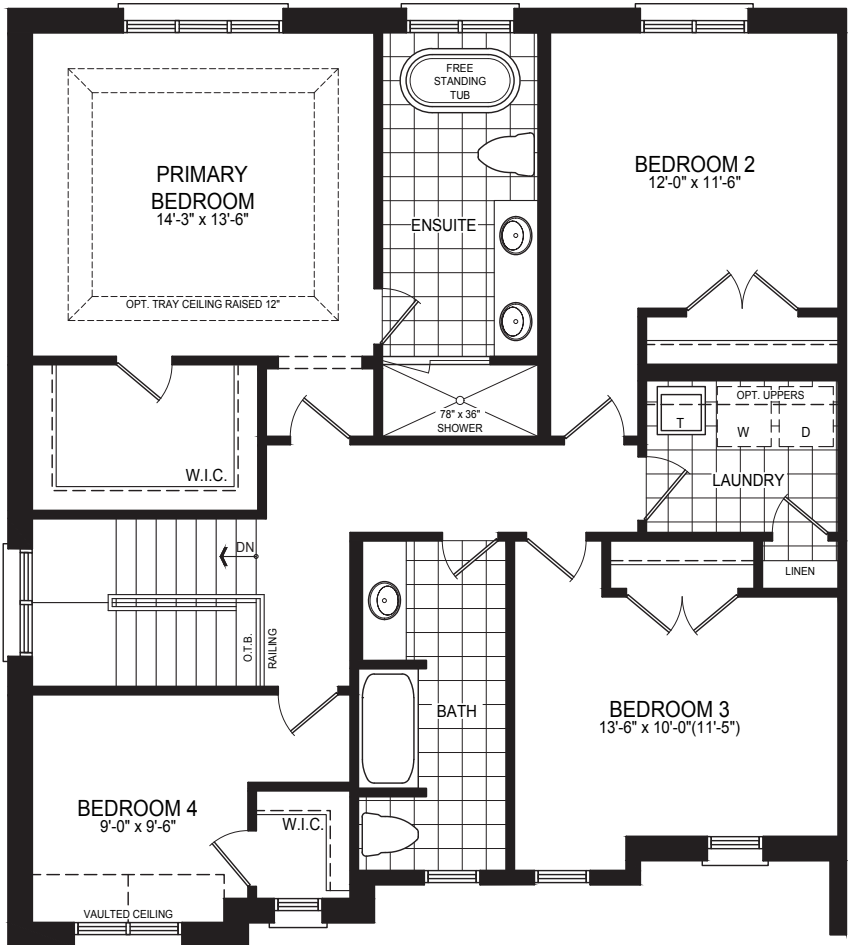 FREE
STANDING
TUB
PRIMARY
BEDROOM
14'-3" x 13'-6"
BEDROOM 2
12'-0" x 11'-6"
ENSUITE
OPT. TRAY CEILING RAISED 12"
78" x 36"
SHOWER
OPT. UPPERS
T
W
D
W.I.C.
LAUNDRY
DN
LINEN
O.T.B.
RAILING
BATH
BEDROOM 3
13'-6" x 10'-0"(11'-5")
BEDROOM 4
9'-0" x 9'-6"
W.I.C.
VAULTED CEILING